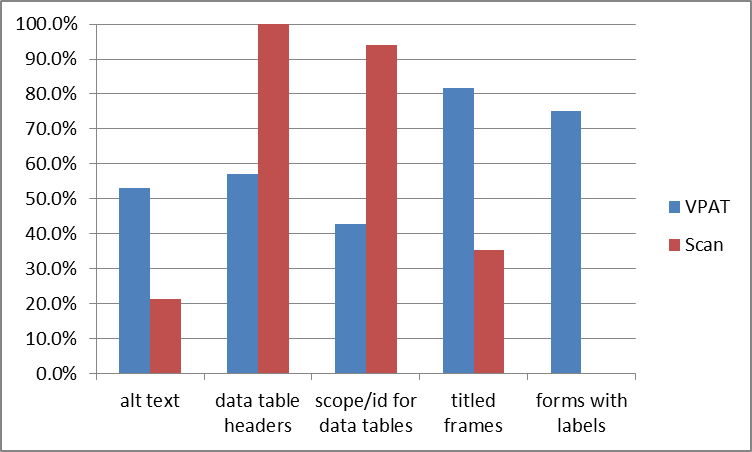 100.0%
90.0%
80.0%
70.0%
60.0%
50.0%
40.0%
30.0%
20.0%
10.0%
0.0%
alt text
data table
headers
scope/id for
data tables
titled
frames
forms with
labels
VPAT
Scan